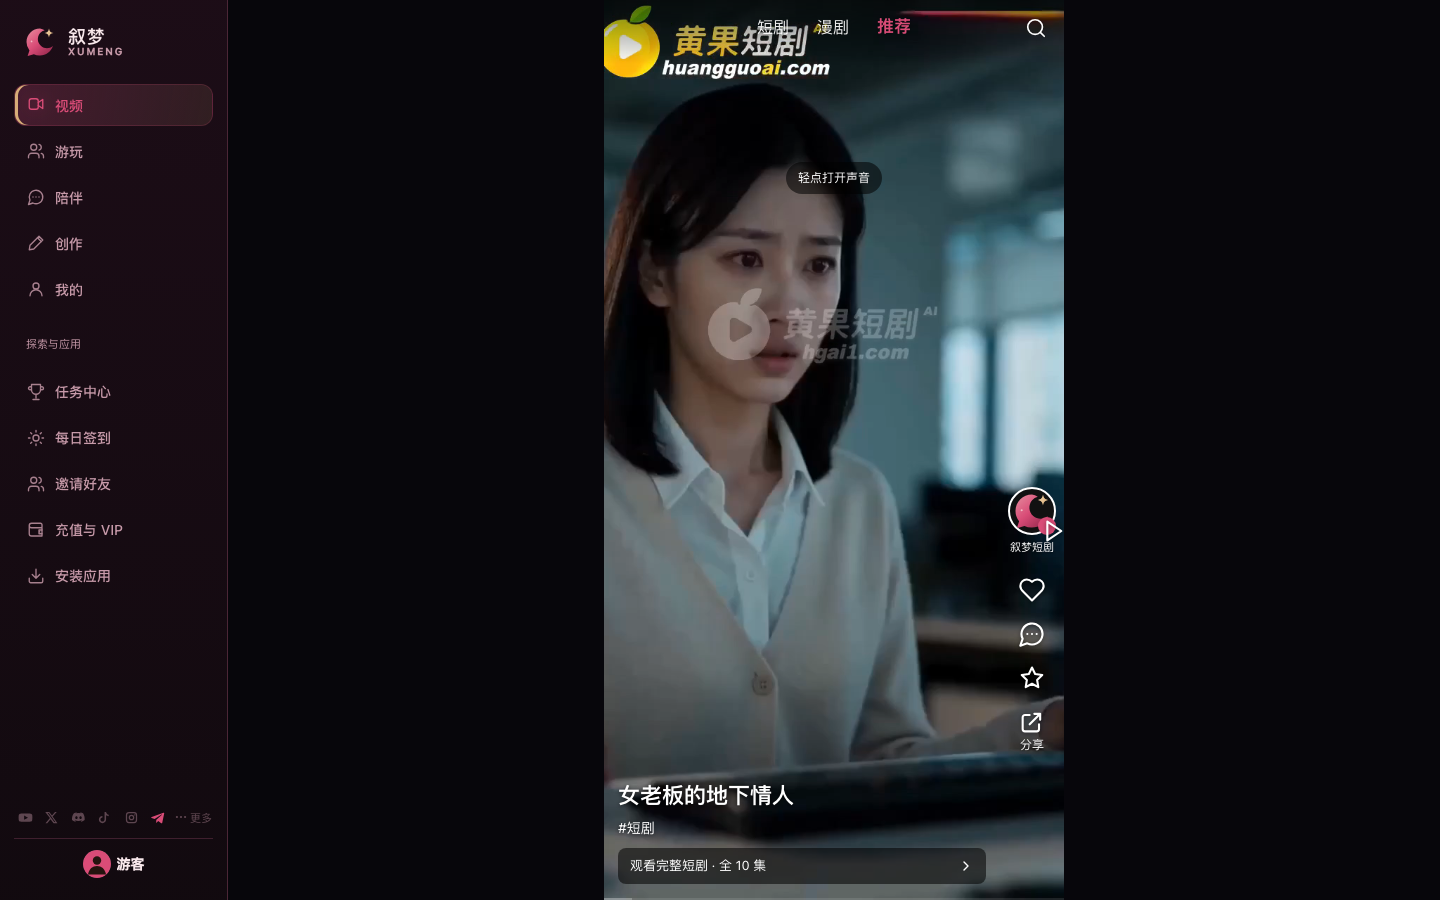 叙梦
XUMENG
视频
游玩
陪伴
创作
我的
探索与应用
任务中心
每日签到
邀请好友
充值与 VIP
安装应用
更多
游客
短剧
漫剧
推荐
黄果短剧
huangguoai.com
轻点打开声音
黄果短剧 AI
hgai1.com
叙梦短剧
分享
女老板的地下情人
#短剧
观看完整短剧 · 全 10 集